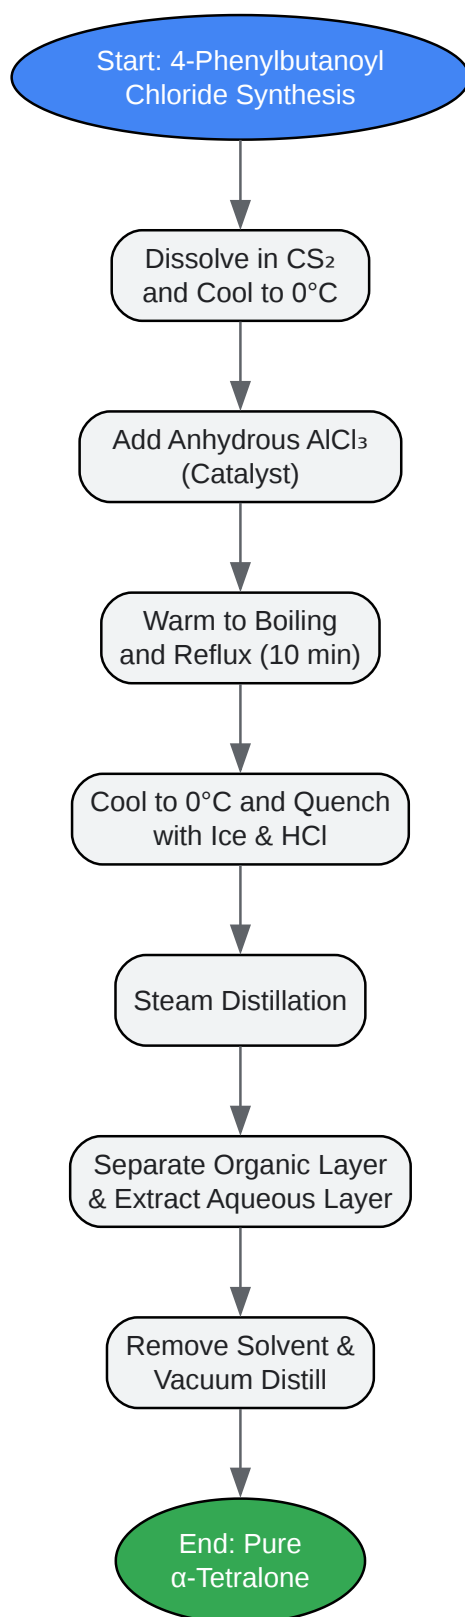 Start: 4-Phenylbutanoyl
Chloride Synthesis
Dissolve in CS₂
and Cool to 0°C
Add Anhydrous AlCl₃
(Catalyst)
Warm to Boiling
and Reflux (10 min)
Cool to 0°C and Quench
with Ice & HCl
Steam Distillation
Separate Organic Layer
& Extract Aqueous Layer
Remove Solvent &
Vacuum Distill
End: Pure
α-Tetralone